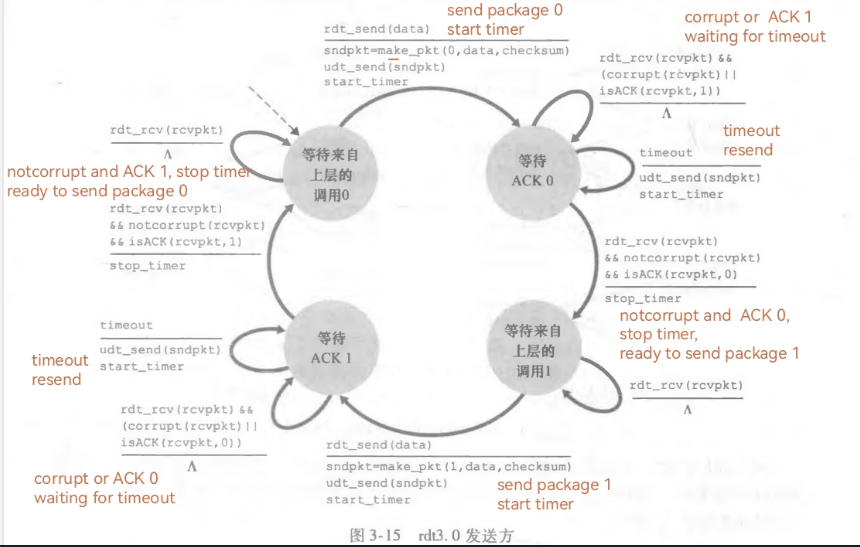 send package 0
start timer
rdt_send(data)
sndpkt=make_pkt(0,data,checksum)
udt_send(sndpkt)
start_timer
corrupt or ACK 1
waiting for timeout
rdt_rcv(rcvpkt) &&
(corrupt(rcvpkt)||
isACK(rcvpkt,1))
Λ
rdt_rcv(rcvpkt)
Λ
等待来自
上层的
调用0
等待
ACK 0
timeout
resend
timeout
udt_send(sndpkt)
start_timer
notcorrupt and ACK 1, stop timer
ready to send package 0
rdt_rcv(rcvpkt)
&& notcorrupt(rcvpkt)
&& isACK(rcvpkt,1)
stop_timer
rdt_rcv(rcvpkt)
&& notcorrupt(rcvpkt)
&& isACK(rcvpkt,0)
stop_timer
notcorrupt and ACK 0,
stop timer,
ready to send package 1
timeout
udt_send(sndpkt)
start_timer
timeout
resend
等待
ACK 1
等待来自
上层的
调用1
rdt_rcv(rcvpkt)
Λ
rdt_rcv(rcvpkt) &&
(corrupt(rcvpkt)||
isACK(rcvpkt,0))
Λ
corrupt or ACK 0
waiting for timeout
rdt_send(data)
sndpkt=make_pkt(1,data,checksum)
udt_send(sndpkt)
start_timer
send package 1
start timer
图 3-15 rdt3.0 发送方